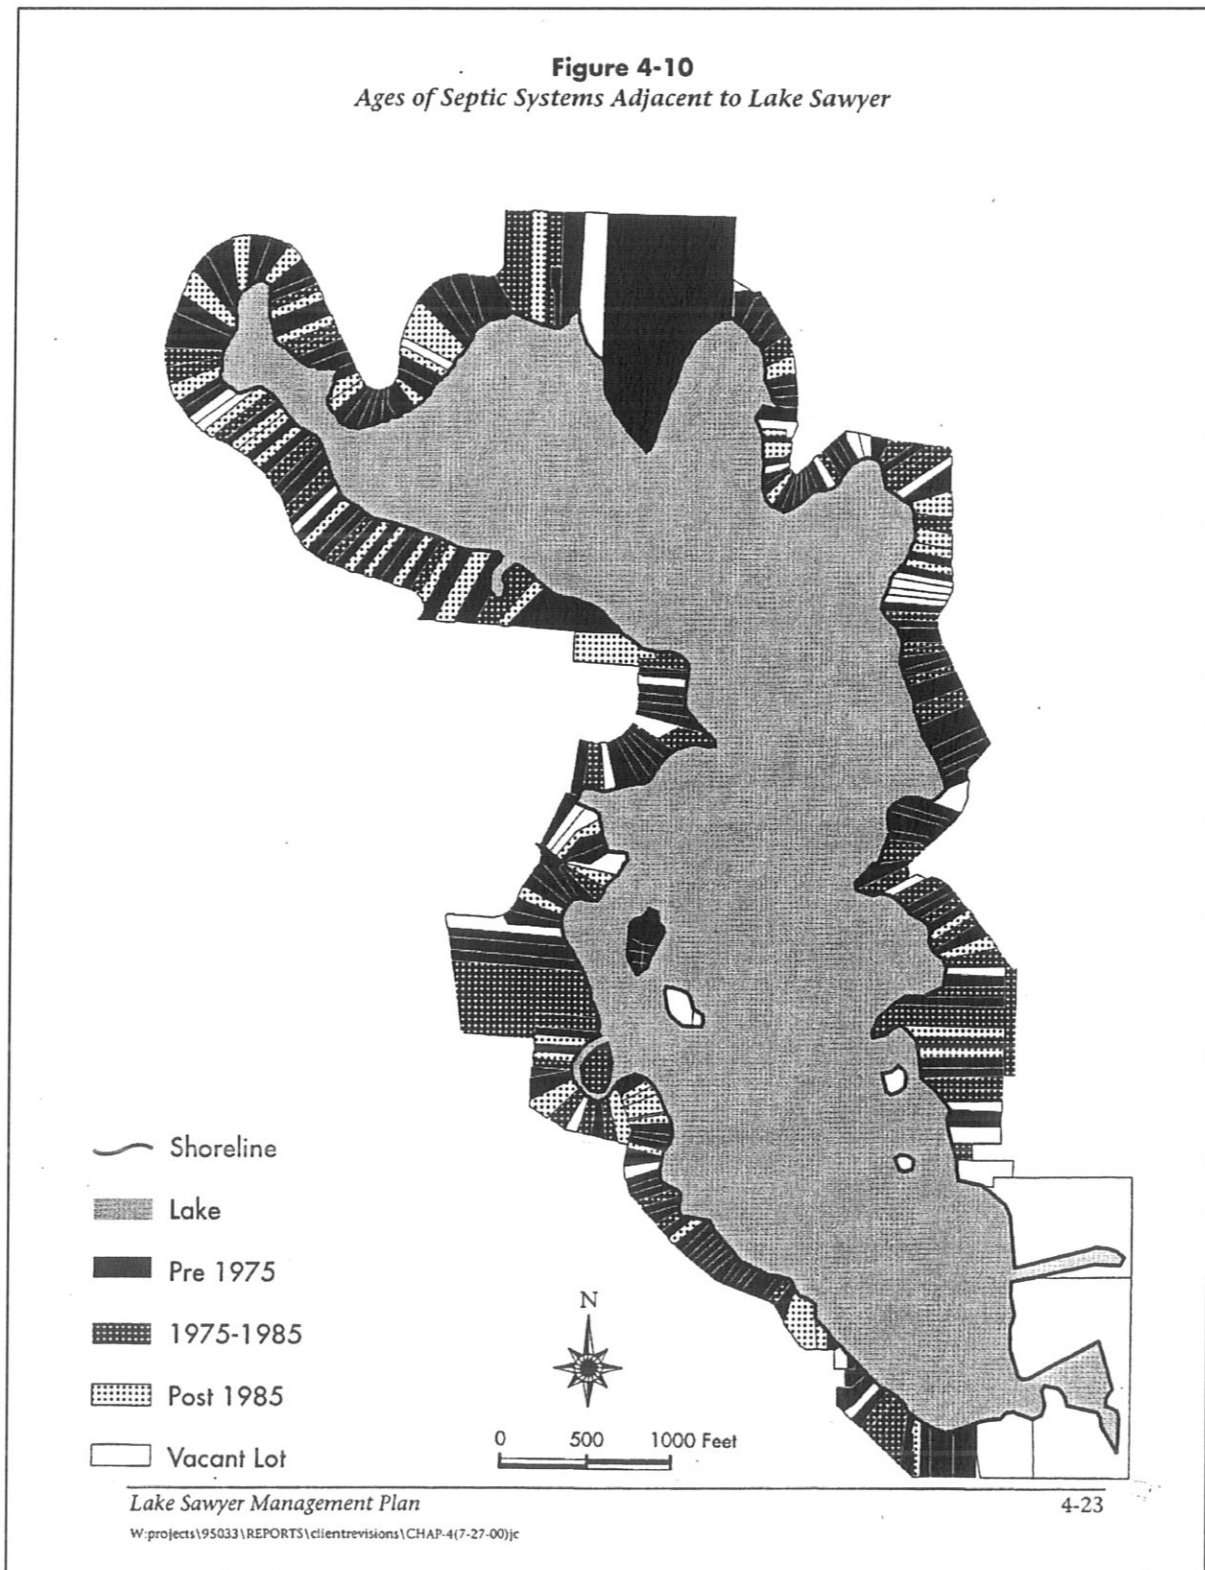 Figure 4-10
Ages of Septic Systems Adjacent to Lake Sawyer
Shoreline
Lake
Pre 1975
1975-1985
Post 1985
Vacant Lot
N
0 500 1000 Feet
Lake Sawyer Management Plan
4-23
W:projects\95033\REPORTS\clientrevisions\CHAP-4(7-27-00)jc